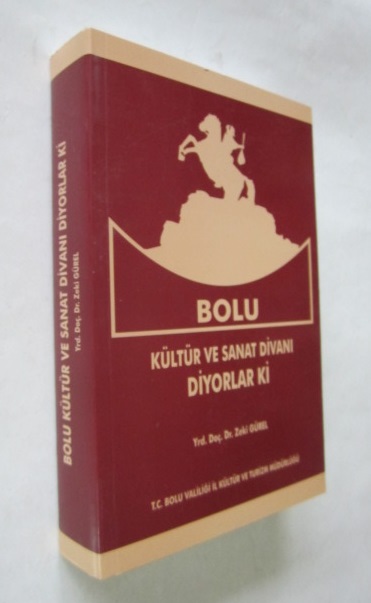 BOLU KÜLTÜR VE SANAT DİVANI DİYORLAR Kİ
Yrd. Doç. Dr. Zeki GÜREL
BOLU
KÜLTÜR VE SANAT DİVANI
DİYORLAR Kİ
Yrd. Doç. Dr. Zeki GÜREL
T.C. BOLU VALİLİĞİ İL KÜLTÜR VE TURİZM MÜDÜRLÜĞÜ